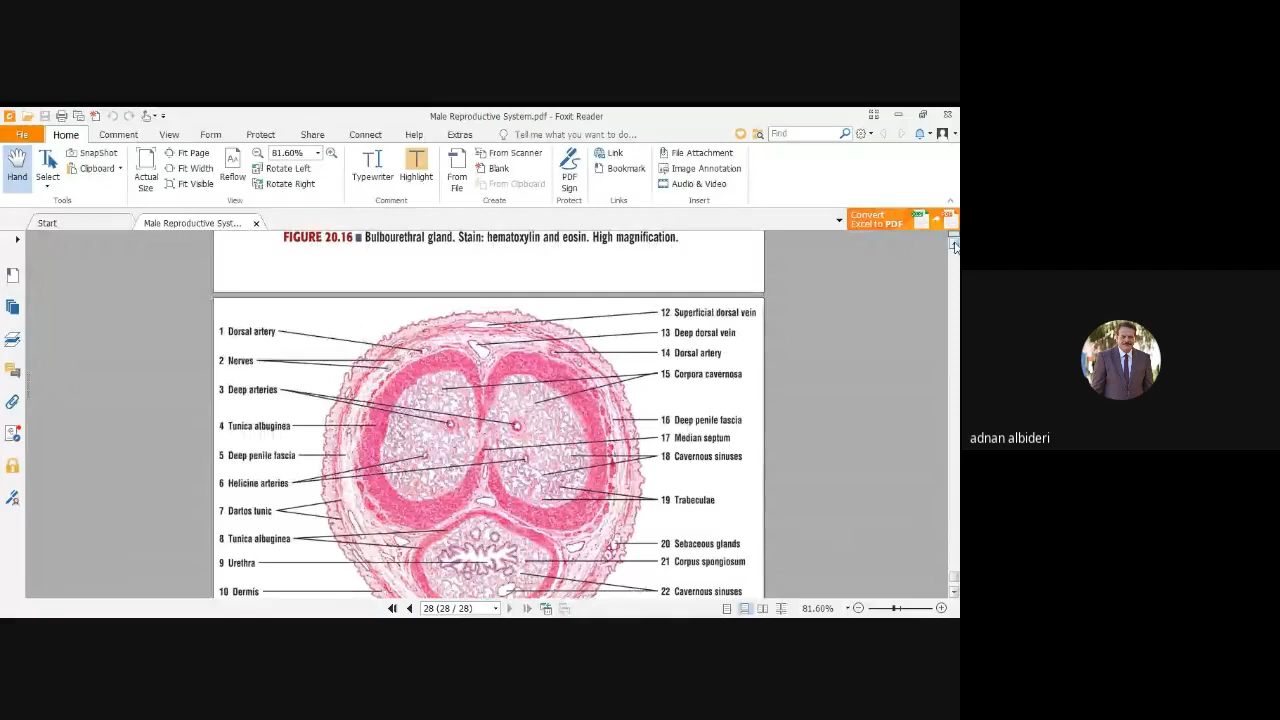 Male Reproductive System.pdf - Foxit Reader
File Home Comment View Form Protect Share Connect Help Extras Tell me what you want to do... Find
Hand
Select
SnapShot
Clipboard
Actual Size
Fit Page
Fit Width
Fit Visible
Reflow
81.60%
Rotate Left
Rotate Right
Typewriter
Highlight
From File
From Scanner
Blank
From Clipboard
PDF Sign
Link
Bookmark
File Attachment
Image Annotation
Audio & Video
Tools View Comment Create Protect Links Insert
Start Male Reproductive Syst...
Convert
Excel to PDF
FIGURE 20.16 ■ Bulbourethral gland. Stain: hematoxylin and eosin. High magnification.
1 Dorsal artery
2 Nerves
3 Deep arteries
4 Tunica albuginea
5 Deep penile fascia
6 Helicine arteries
7 Dartos tunic
8 Tunica albuginea
9 Urethra
10 Dermis
12 Superficial dorsal vein
13 Deep dorsal vein
14 Dorsal artery
15 Corpora cavernosa
16 Deep penile fascia
17 Median septum
18 Cavernous sinuses
19 Trabeculae
20 Sebaceous glands
21 Corpus spongiosum
22 Cavernous sinuses
28 (28 / 28)
81.60%
adnan albideri